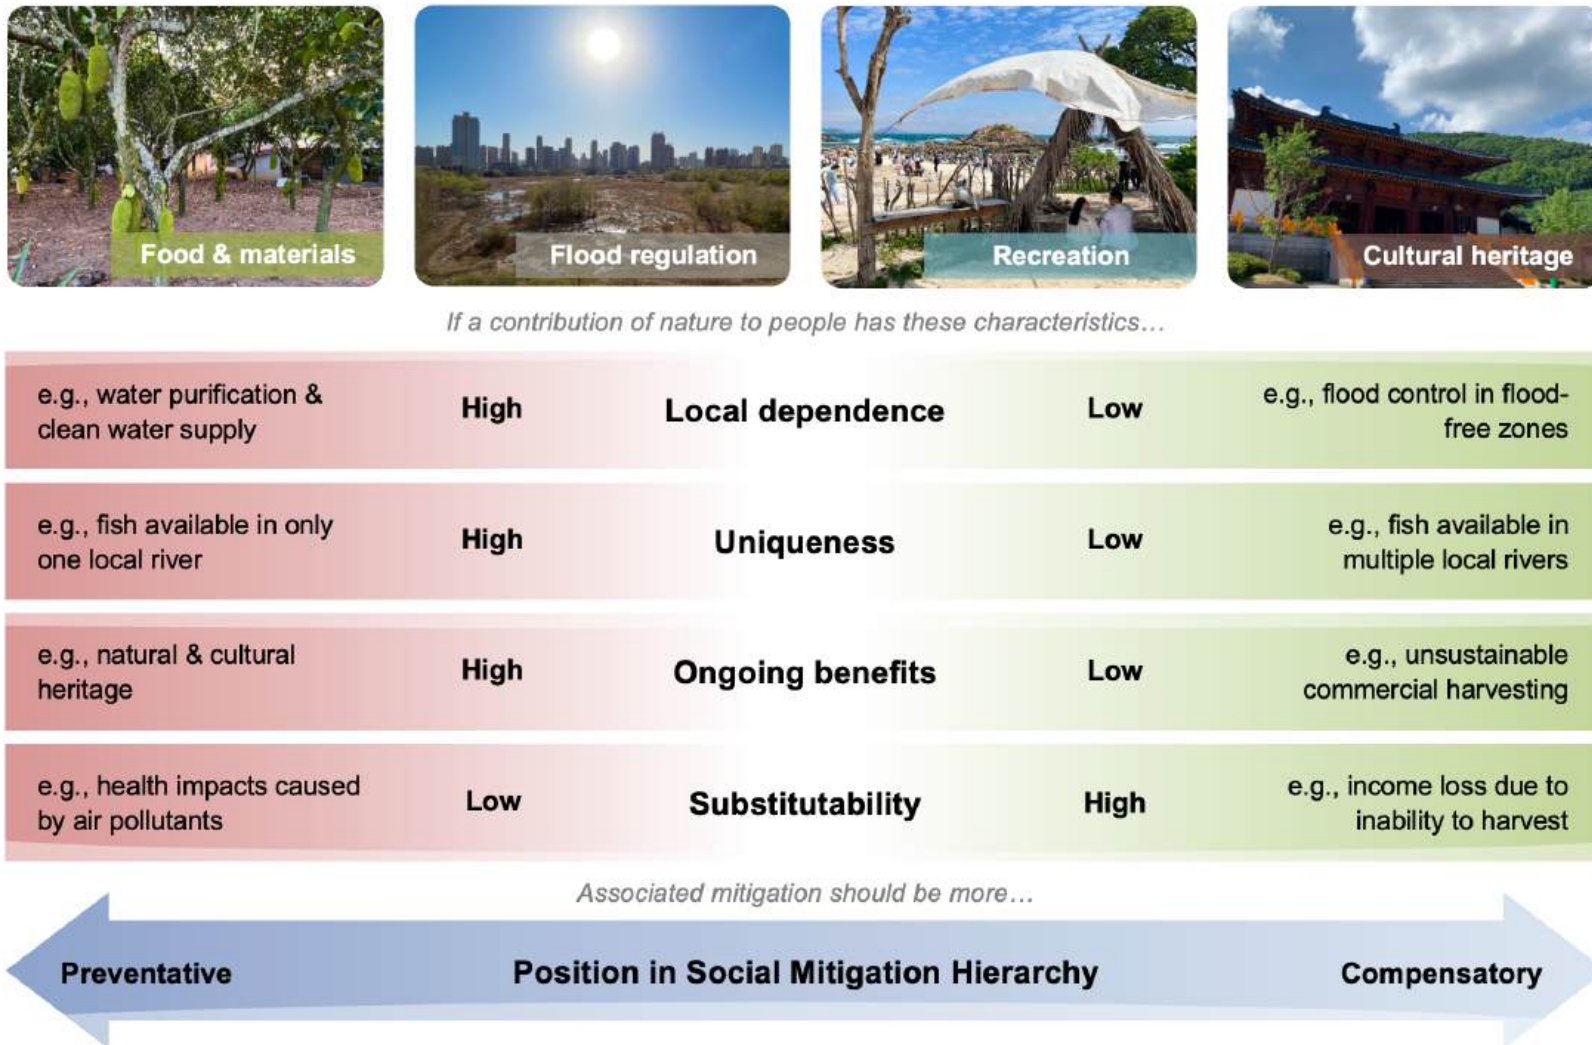 Food & materials
Flood regulation
Recreation
Cultural heritage
If a contribution of nature to people has these characteristics…
e.g., water purification &
clean water supply
High
Local dependence
Low
e.g., flood control in flood-
free zones
e.g., fish available in only
one local river
High
Uniqueness
Low
e.g., fish available in
multiple local rivers
e.g., natural & cultural
heritage
High
Ongoing benefits
Low
e.g., unsustainable
commercial harvesting
e.g., health impacts caused
by air pollutants
Low
Substitutability
High
e.g., income loss due to
inability to harvest
Associated mitigation should be more…
Preventative
Position in Social Mitigation Hierarchy
Compensatory